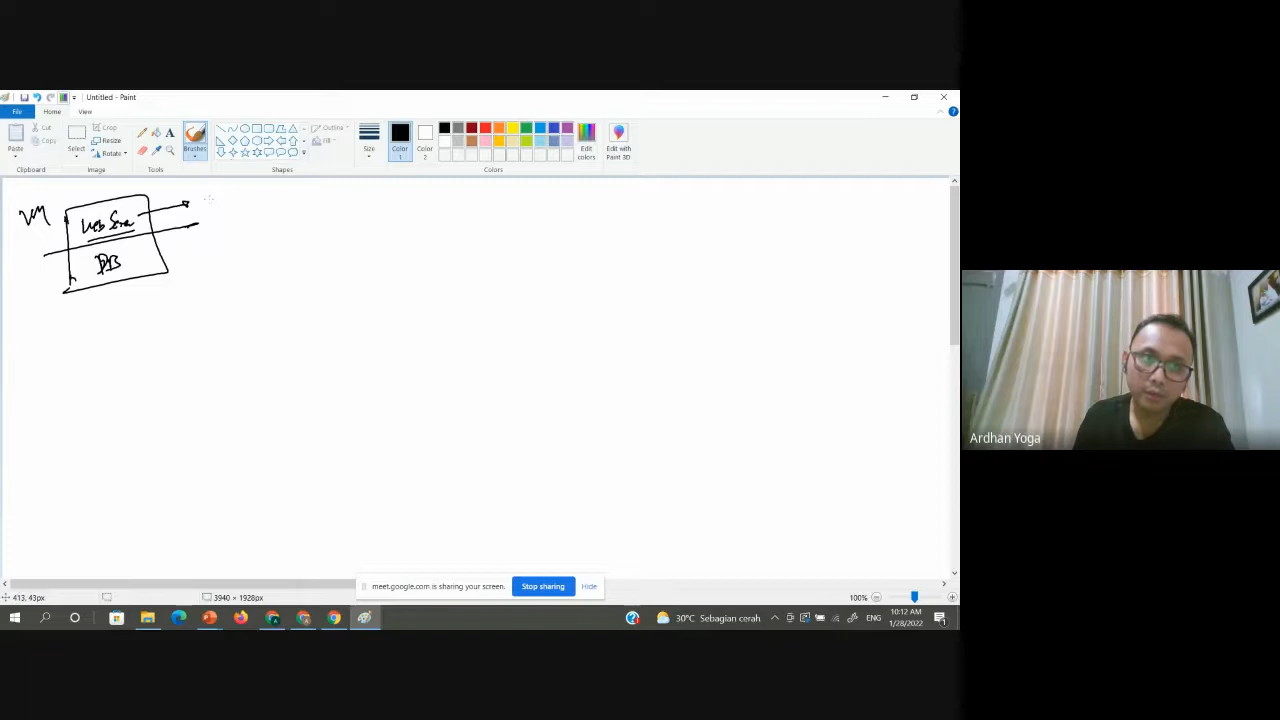 Untitled - Paint
File
Home
View
Paste
Cut
Copy
Select
Crop
Resize
Rotate
Brushes
Outline
Fill
Size
Color 1
Color 2
Edit colors
Edit with Paint 3D
Clipboard
Image
Tools
Shapes
Colors
VM
Web
DB
Ardhan Yoga
meet.google.com is sharing your screen.
Stop sharing
Hide
413, 43px
3940 × 1928px
100%
30°C Sebagian cerah
ENG
10:12 AM
1/28/2022